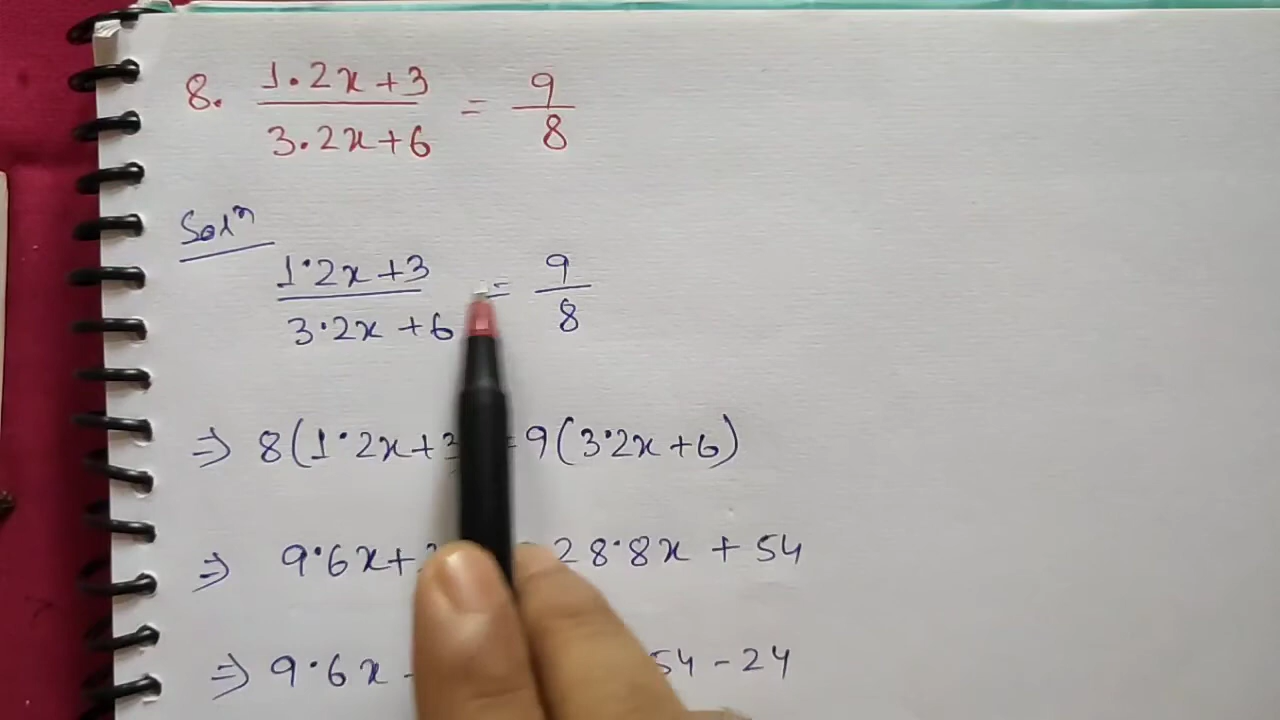 8. 1.2x+3 / 3.2x+6 = 9/8
Solⁿ
1.2x+3 / 3.2x+6 = 9/8
⇒ 8(1.2x+3 = 9(3.2x+6)
⇒ 9.6x+ 28.8x + 54
⇒ 9.6x - 54 - 24